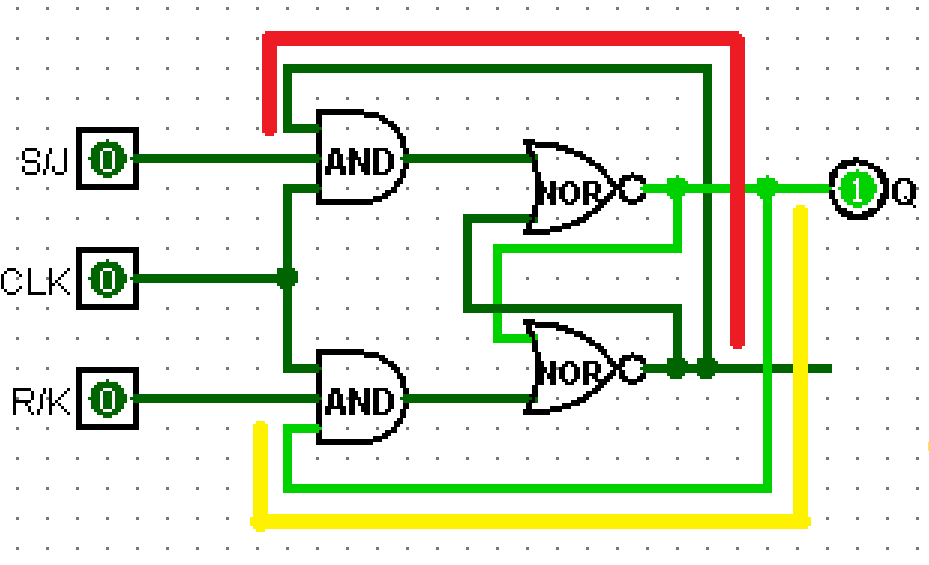 S/J
0
AND
NOR
1
Q
CLK
0
R/K
0
AND
NOR